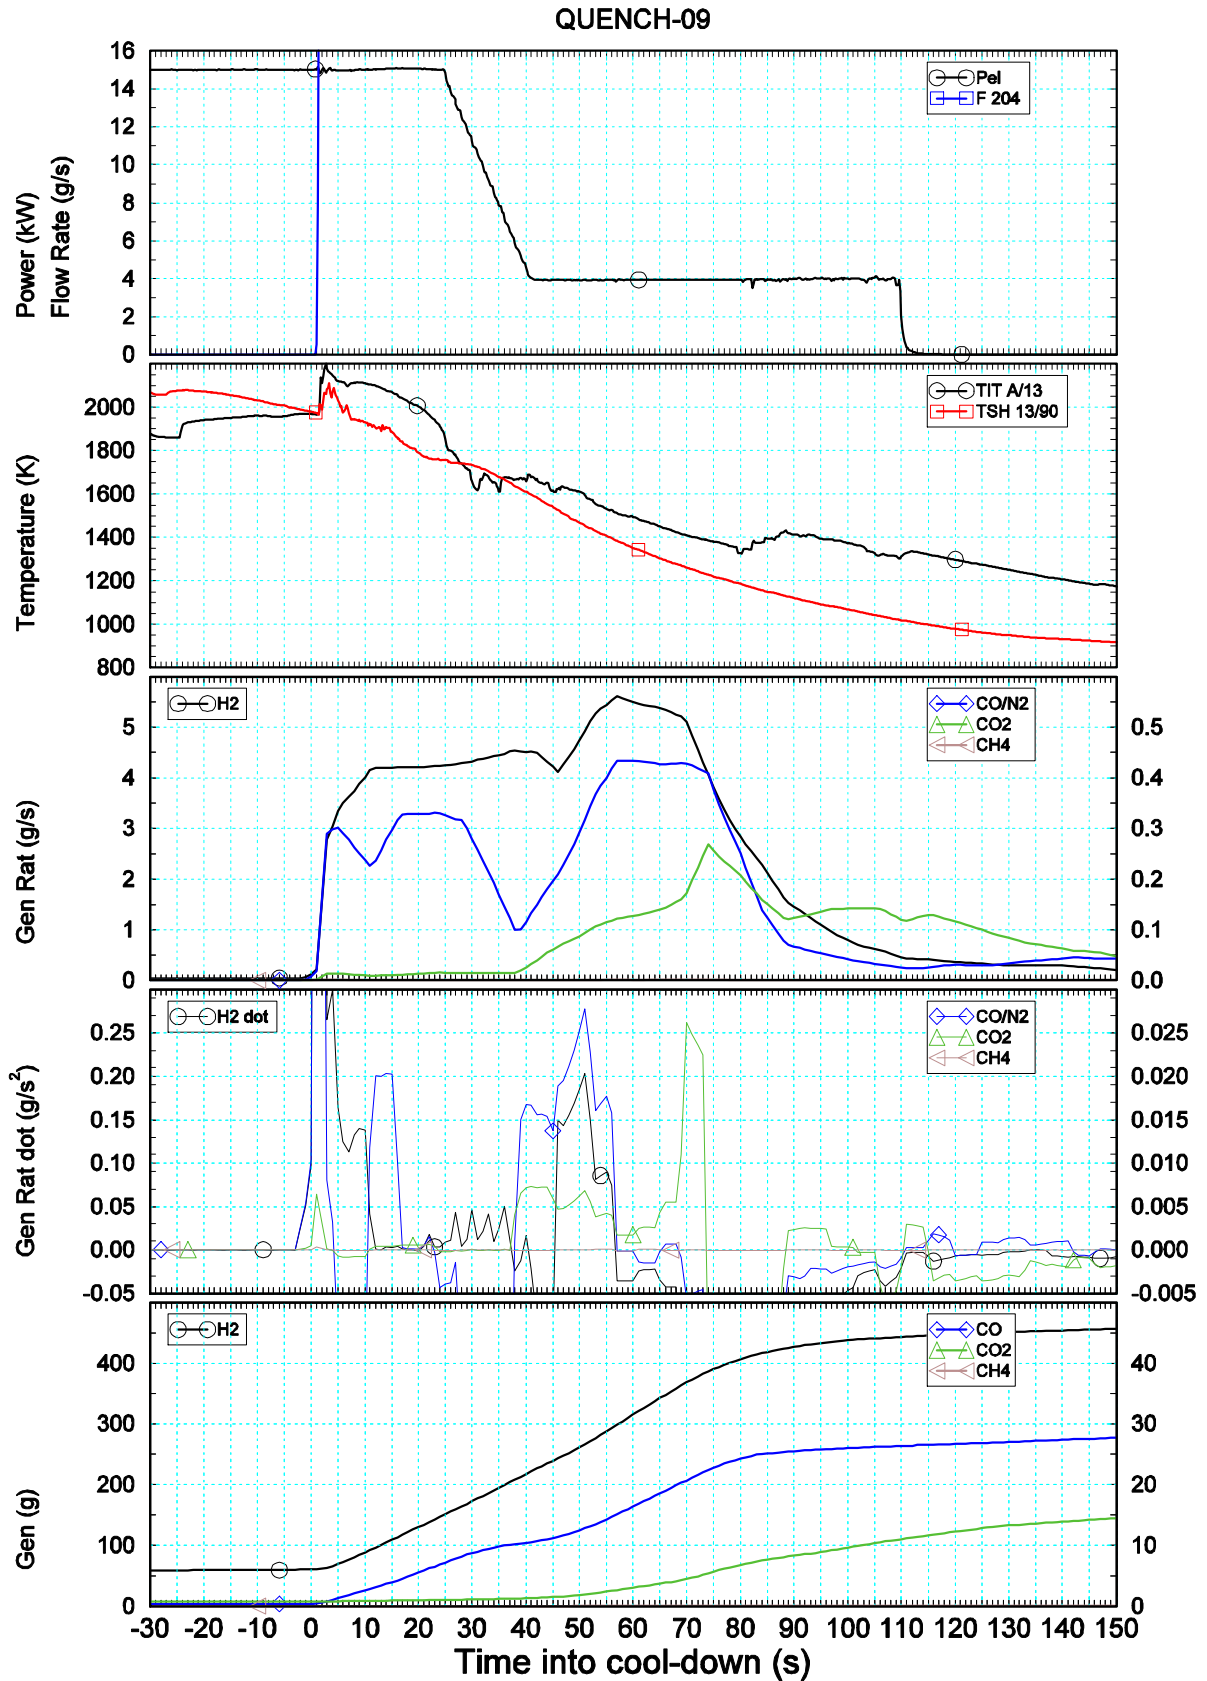 QUENCH-09
Power (kW)
Flow Rate (g/s)
16
14
12
10
8
6
4
2
0
Pel
F 204
Temperature (K)
2000
1800
1600
1400
1200
1000
800
TIT A/13
TSH 13/90
Gen Rat (g/s)
5
4
3
2
1
0
H2
CO/N2
CO2
CH4
0.5
0.4
0.3
0.2
0.1
0.0
Gen Rat dot (g/s²)
0.25
0.20
0.15
0.10
0.05
0.00
-0.05
H2 dot
CO/N2
CO2
CH4
0.025
0.020
0.015
0.010
0.005
0.000
-0.005
Gen (g)
400
300
200
100
0
H2
CO
CO2
CH4
40
30
20
10
0
-30 -20 -10 0 10 20 30 40 50 60 70 80 90 100 110 120 130 140 150
Time into cool-down (s)